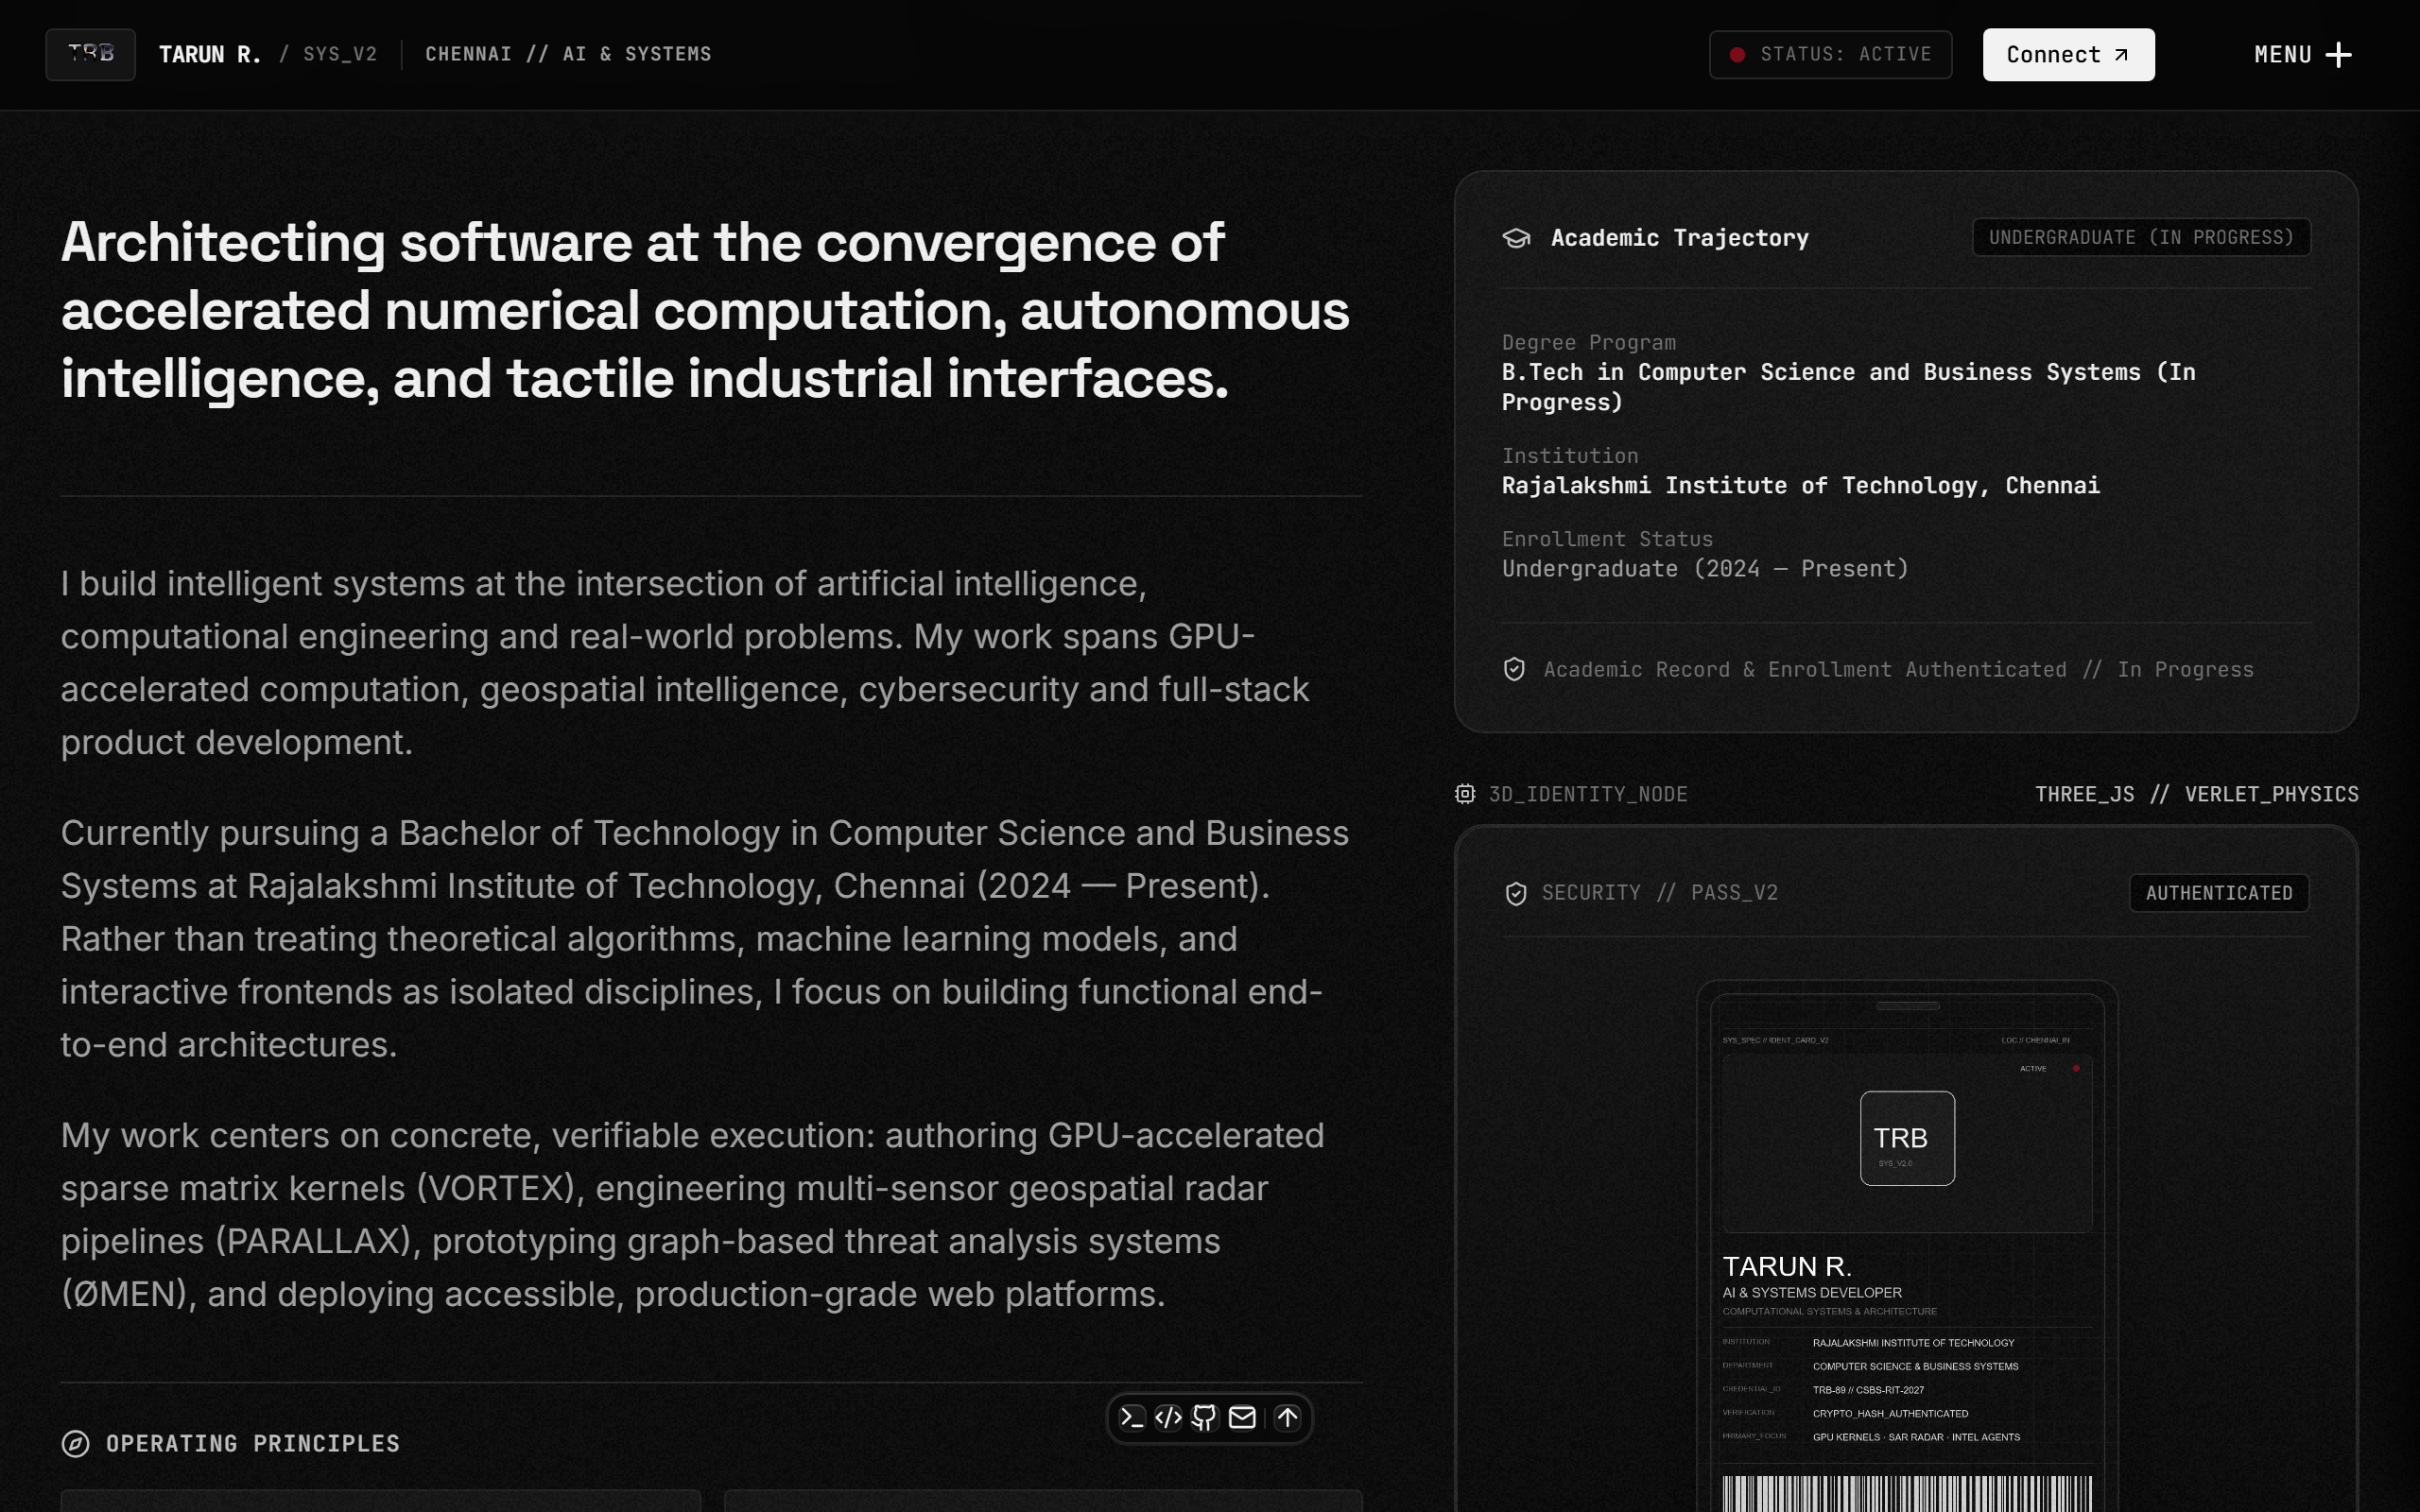 TRB TARUN R. / SYS_V2 CHENNAI // AI & SYSTEMS STATUS: ACTIVE Connect MENU
Architecting software at the convergence of
accelerated numerical computation, autonomous
intelligence, and tactile industrial interfaces.
I build intelligent systems at the intersection of artificial intelligence,
computational engineering and real-world problems. My work spans GPU-
accelerated computation, geospatial intelligence, cybersecurity and full-stack
product development.
Currently pursuing a Bachelor of Technology in Computer Science and Business
Systems at Rajalakshmi Institute of Technology, Chennai (2024 — Present).
Rather than treating theoretical algorithms, machine learning models, and
interactive frontends as isolated disciplines, I focus on building functional end-
to-end architectures.
My work centers on concrete, verifiable execution: authoring GPU-accelerated
sparse matrix kernels (VORTEX), engineering multi-sensor geospatial radar
pipelines (PARALLAX), prototyping graph-based threat analysis systems
(ØMEN), and deploying accessible, production-grade web platforms.
OPERATING PRINCIPLES
Academic Trajectory UNDERGRADUATE (IN PROGRESS)
Degree Program
B.Tech in Computer Science and Business Systems (In
Progress)
Institution
Rajalakshmi Institute of Technology, Chennai
Enrollment Status
Undergraduate (2024 — Present)
Academic Record & Enrollment Authenticated // In Progress
3D_IDENTITY_NODE THREE_JS // VERLET_PHYSICS
SECURITY // PASS_V2 AUTHENTICATED
SYS_SPEC // IDENT_CARD_V2 LOC // CHENNAI_IN
ACTIVE
TRB
SYS_V2.0
TARUN R.
AI & SYSTEMS DEVELOPER
COMPUTATIONAL SYSTEMS & ARCHITECTURE
INSTITUTION RAJALAKSHMI INSTITUTE OF TECHNOLOGY
DEPARTMENT COMPUTER SCIENCE & BUSINESS SYSTEMS
CREDENTIAL_ID TRB-89 // CSBS-RIT-2027
VERIFICATION CRYPTO_HASH_AUTHENTICATED
PRIMARY_FOCUS GPU KERNELS · SAR RADAR · INTEL AGENTS